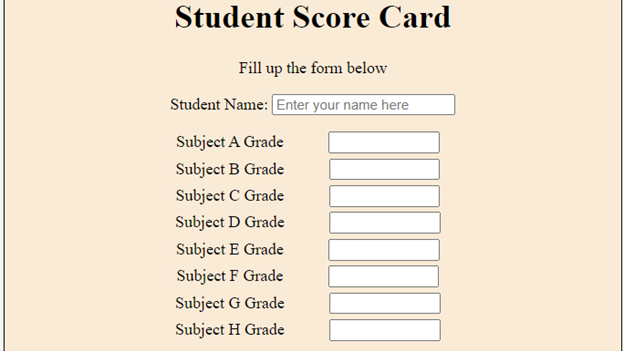 Student Score Card
Fill up the form below
Student Name: Enter your name here
Subject A Grade
Subject B Grade
Subject C Grade
Subject D Grade
Subject E Grade
Subject F Grade
Subject G Grade
Subject H Grade